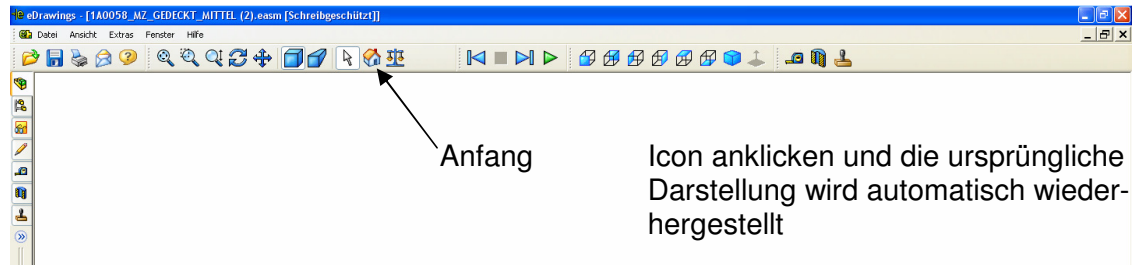 eDrawings - [1A0058_MZ_GEDECKT_MITTEL (2).easm [Schreibgeschützt]]
Datei Ansicht Extras Fenster Hilfe
Anfang
Icon anklicken und die ursprüngliche
Darstellung wird automatisch wieder-
hergestellt